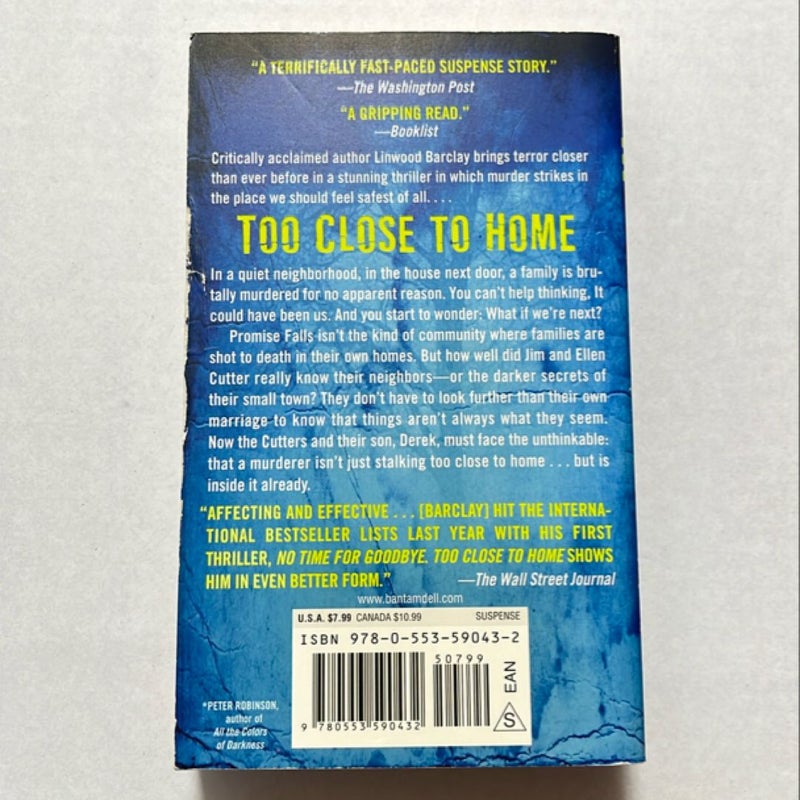 “A TERRIFICALLY FAST-PACED SUSPENSE STORY.”
—The Washington Post
“A GRIPPING READ.”
—Booklist
Critically acclaimed author Linwood Barclay brings terror closer
than ever before in a stunning thriller in which murder strikes in
the place we should feel safest of all. . . .
TOO CLOSE TO HOME
In a quiet neighborhood, in the house next door, a family is bru-
tally murdered for no apparent reason. You can’t help thinking, It
could have been us. And you start to wonder: What if we’re next?
Promise Falls isn’t the kind of community where families are
shot to death in their own homes. But how well did Jim and Ellen
Cutter really know their neighbors—or the darker secrets of
their small town? They don’t have to look further than their own
marriage to know that things aren’t always what they seem.
Now the Cutters and their son, Derek, must face the unthinkable:
that a murderer isn’t just stalking too close to home . . . but is
inside it already.
“AFFECTING AND EFFECTIVE . . . [BARCLAY] HIT THE INTERNA-
TIONAL BESTSELLER LISTS LAST YEAR WITH HIS FIRST
THRILLER, NO TIME FOR GOODBYE. TOO CLOSE TO HOME SHOWS
HIM IN EVEN BETTER FORM.” —The Wall Street Journal
www.bantamdell.com
U.S.A. $7.99 CANADA $10.99 SUSPENSE
ISBN 978-0-553-59043-2
50799
EAN
S
9 780553 590432
*PETER ROBINSON,
author of
All the Colors
of Darkness